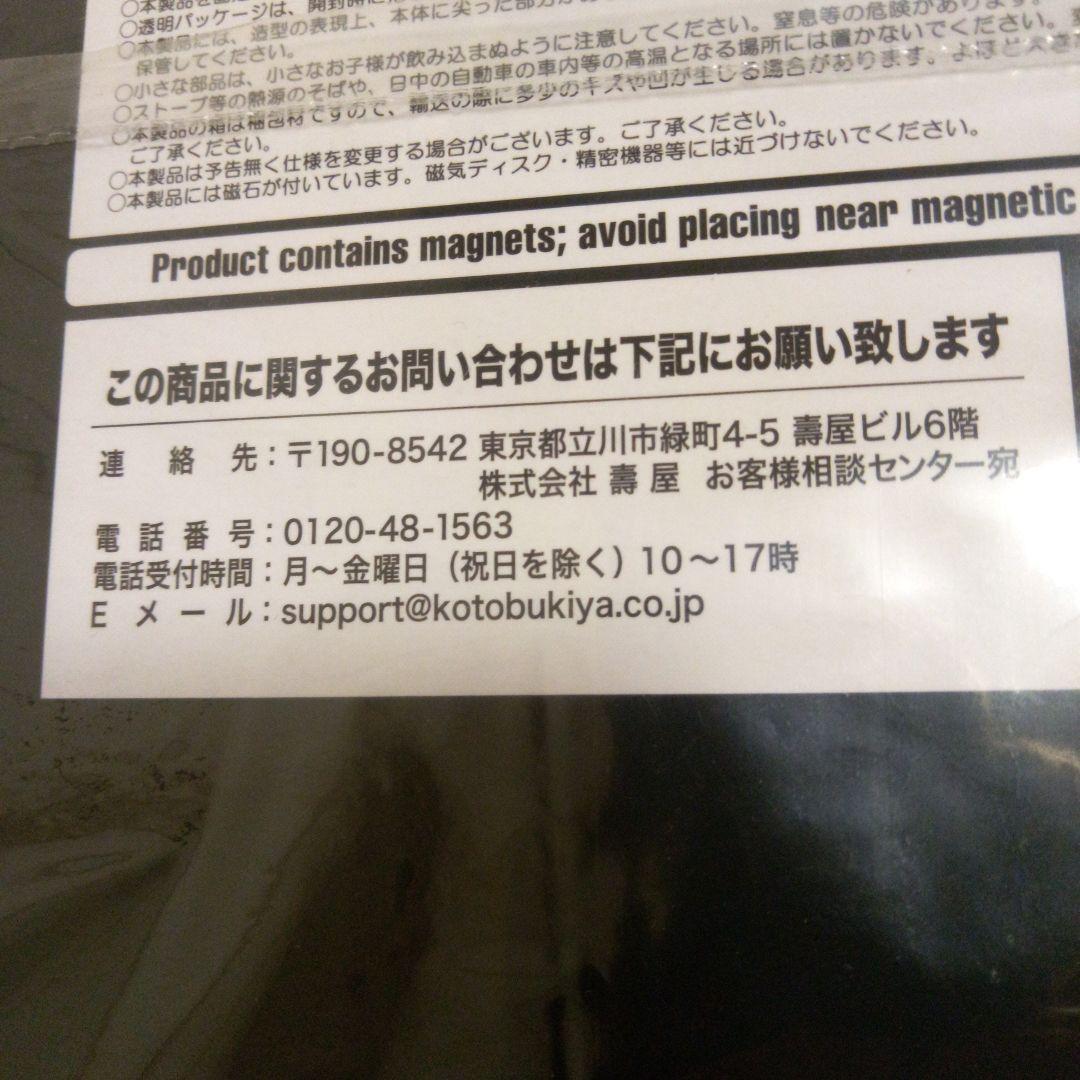 ○透明パッケージは、開封時に
○本製品には、造型の表現上、本体に尖った部分が
保管してください。
○小さな部品は、小さなお子様が飲み込まぬように注意してください。窒息等の危険があります。
○ストーブ等の熱源のそばや、日中の自動車の車内等の高温となる場所には置かないでください。
○本製品の箱は梱包材ですので、輸送の際に多少のキズや凹が生じる場合があります。よほど大き
ご了承ください。
○本製品は予告無く仕様を変更する場合がございます。ご了承ください。
○本製品には磁石が付いています。磁気ディスク・精密機器等には近づけないでください。
Product contains magnets; avoid placing near magnetic
この商品に関するお問い合わせは下記にお願い致します
連絡先：〒190-8542 東京都立川市緑町4-5 壽屋ビル6階
株式会社 壽屋 お客様相談センター宛
電話番号：0120-48-1563
電話受付時間：月～金曜日（祝日を除く）10～17時
Eメール：support@kotobukiya.co.jp